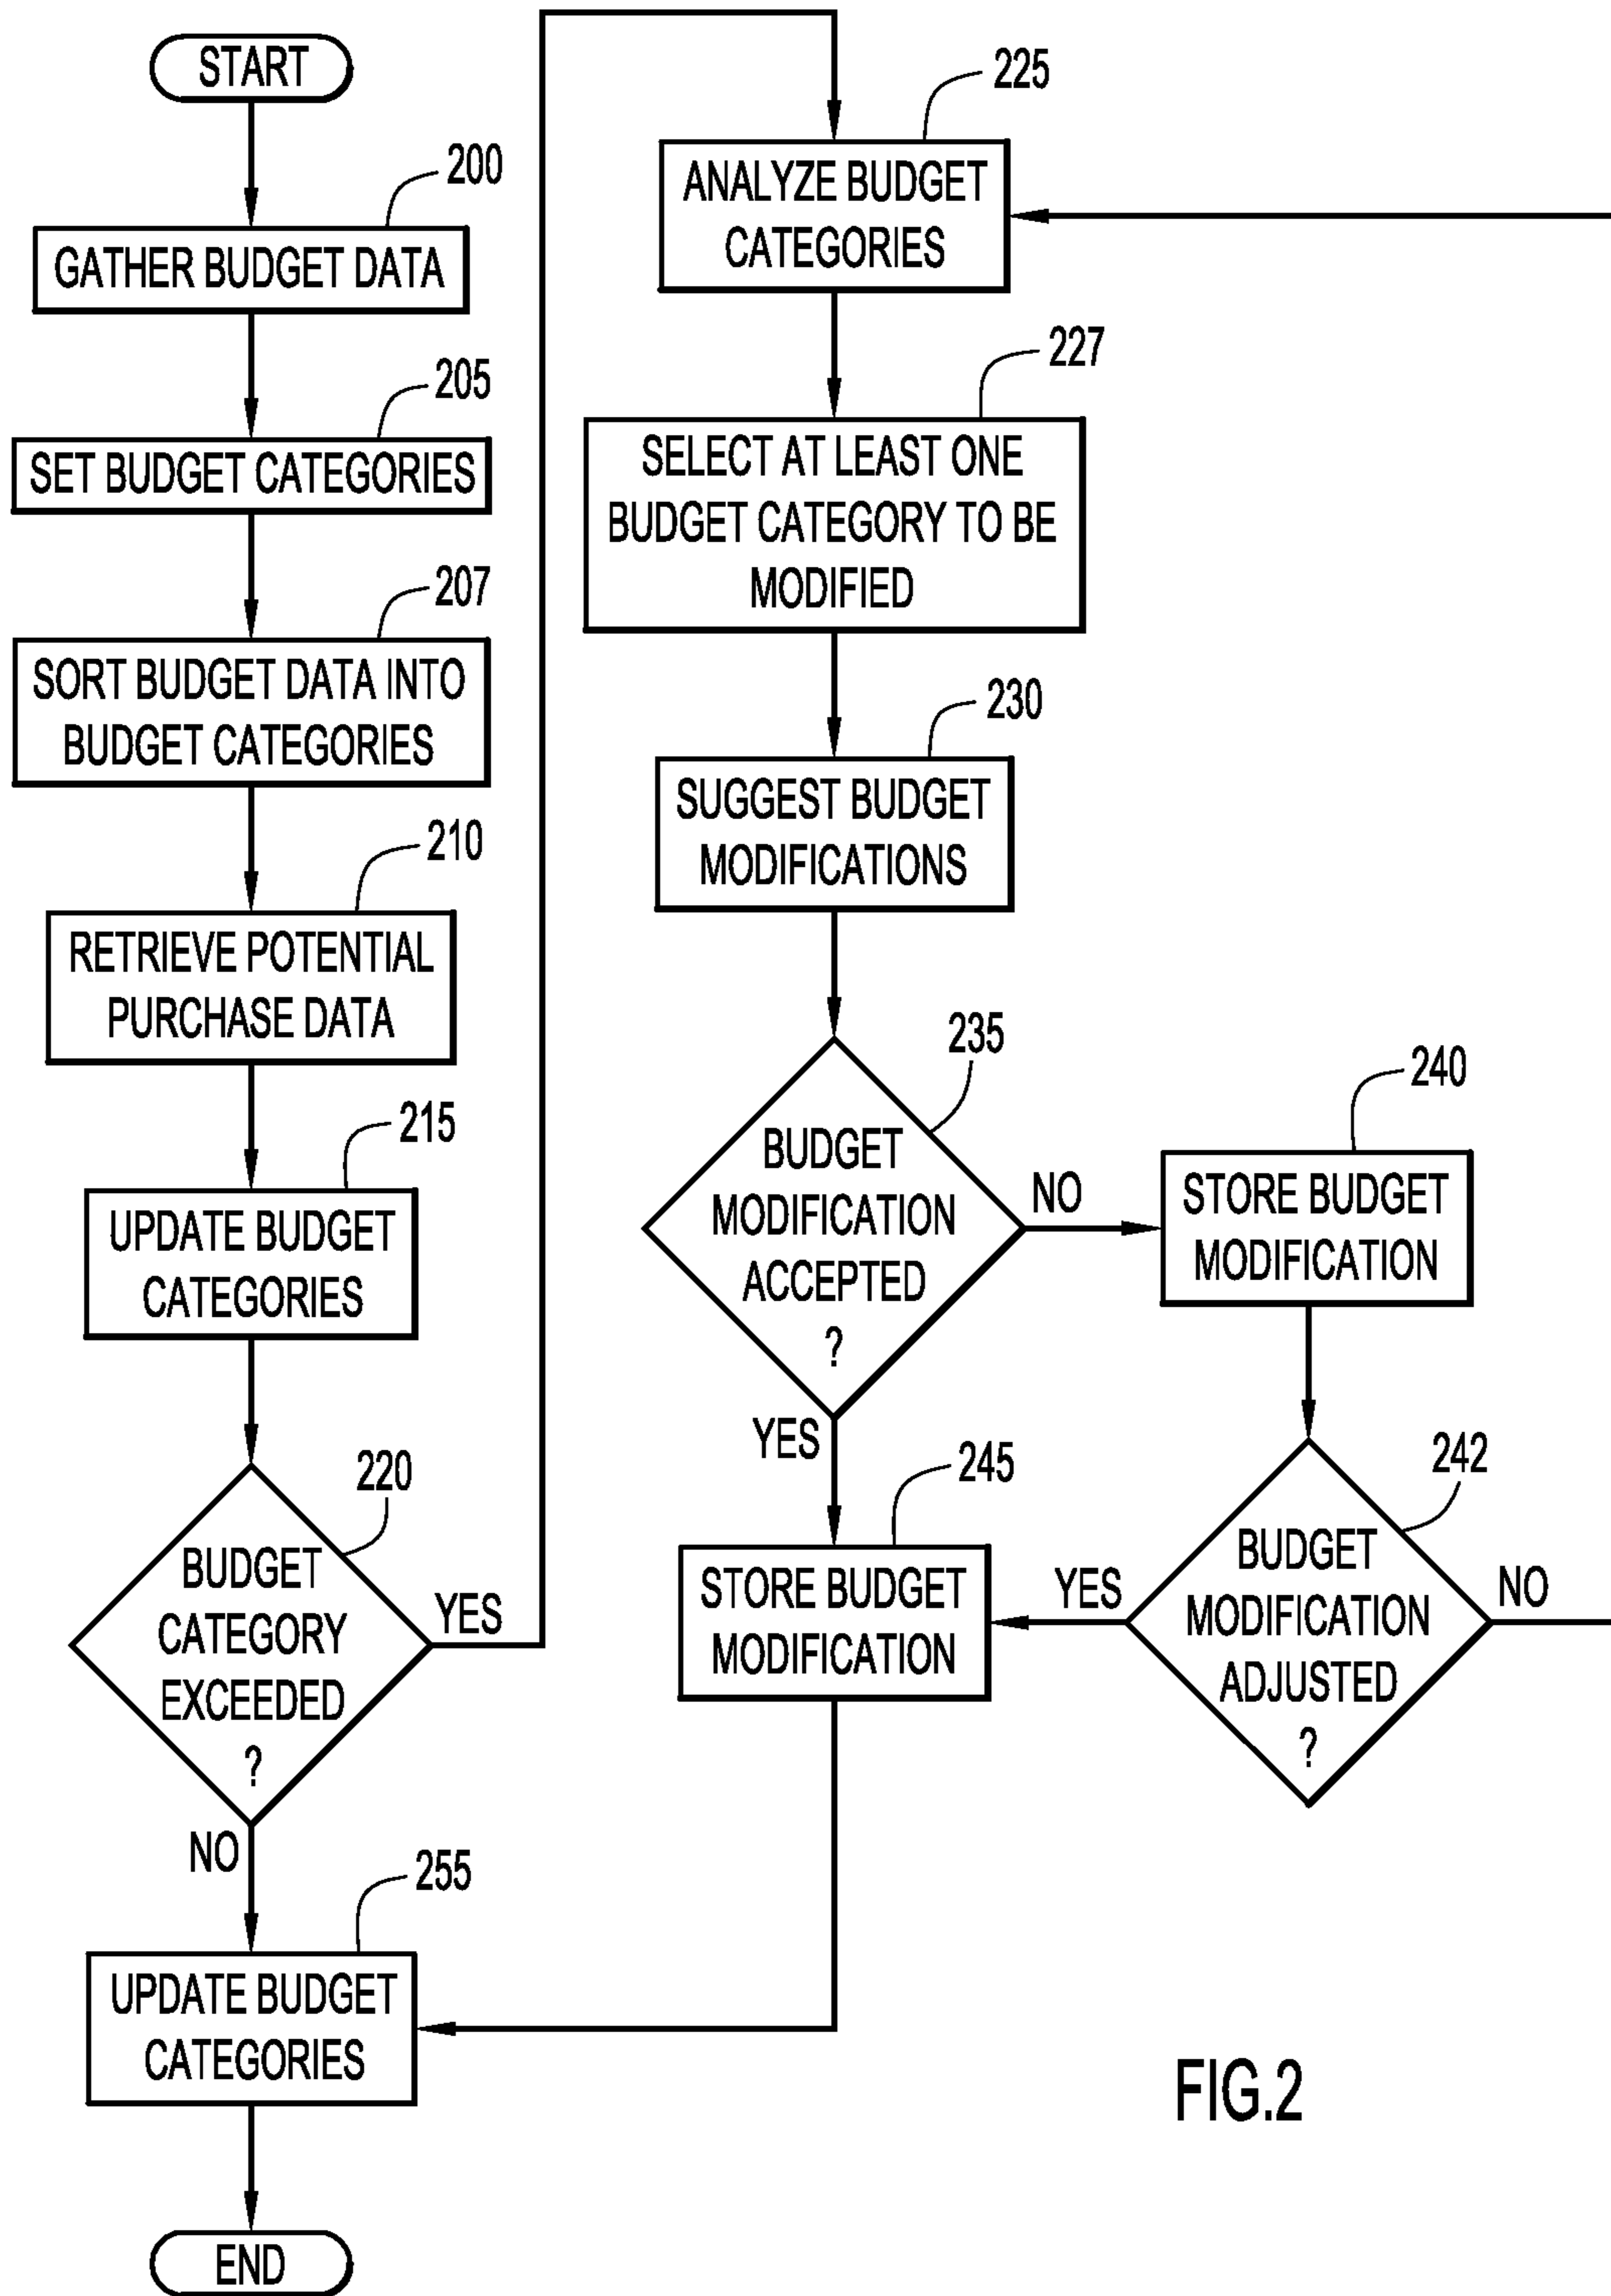 START
200
GATHER BUDGET DATA
205
SET BUDGET CATEGORIES
207
SORT BUDGET DATA INTO
BUDGET CATEGORIES
210
RETRIEVE POTENTIAL
PURCHASE DATA
215
UPDATE BUDGET
CATEGORIES
220
BUDGET
CATEGORY
EXCEEDED
?
YES
NO
255
UPDATE BUDGET
CATEGORIES
END
225
ANALYZE BUDGET
CATEGORIES
227
SELECT AT LEAST ONE
BUDGET CATEGORY TO BE
MODIFIED
230
SUGGEST BUDGET
MODIFICATIONS
235
BUDGET
MODIFICATION
ACCEPTED
?
NO
YES
240
STORE BUDGET
MODIFICATION
242
BUDGET
MODIFICATION
ADJUSTED
?
YES
NO
245
STORE BUDGET
MODIFICATION
FIG.2